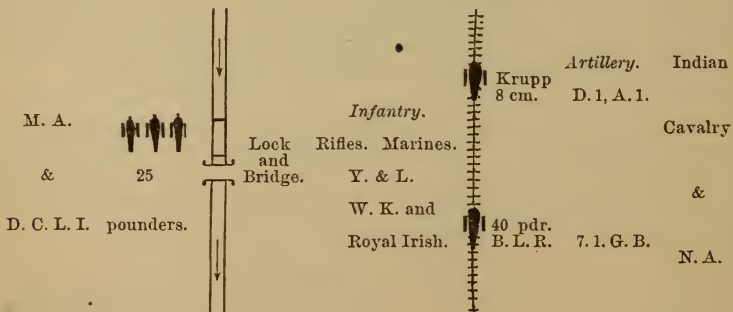 M. A.
&
D. C. L. I.
25
pounders.
Lock
and
Bridge.
Infantry.
Rifles. Marines.
Y. & L.
W. K. and
Royal Irish.
Krupp
8 cm.
40 pdr.
B. L. R.
Artillery.
D. 1, A. 1.
7. 1. G. B.
Indian
Cavalry
&
N. A.